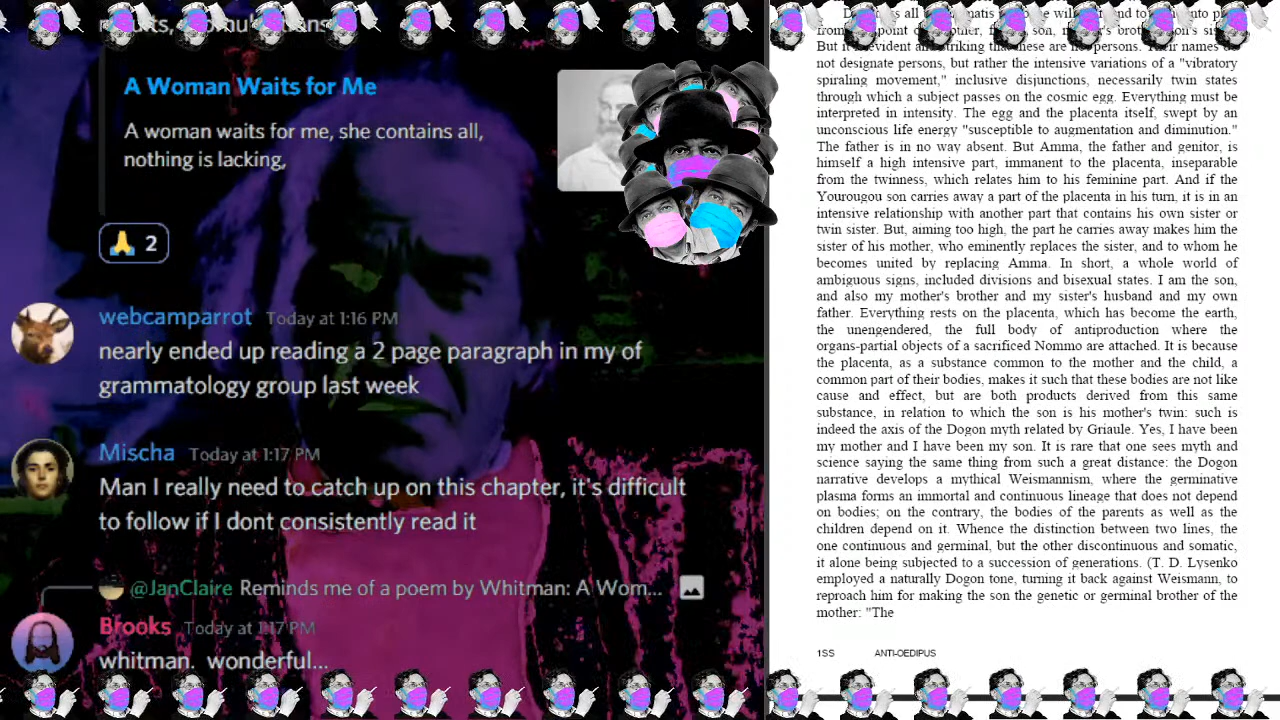 A Woman Waits for Me
A woman waits for me, she contains all,
nothing is lacking,
🙏 2
webcamparrot Today at 1:16 PM
nearly ended up reading a 2 page paragraph in my of
grammatology group last week
Mischa Today at 1:17 PM
Man I really need to catch up on this chapter, it's difficult
to follow if I dont consistently read it
@JanClaire Reminds me of a poem by Whitman: A Wom...
Brooks Today at 1:17 PM
whitman. wonderful...
But it evident and striking that these are not persons. Their names do
not designate persons, but rather the intensive variations of a "vibratory
spiraling movement," inclusive disjunctions, necessarily twin states
through which a subject passes on the cosmic egg. Everything must be
interpreted in intensity. The egg and the placenta itself, swept by an
unconscious life energy "susceptible to augmentation and diminution."
The father is in no way absent. But Amma, the father and genitor, is
himself a high intensive part, immanent to the placenta, inseparable
from the twinness, which relates him to his feminine part. And if the
Yourougou son carries away a part of the placenta in his turn, it is in an
intensive relationship with another part that contains his own sister or
twin sister. But, aiming too high, the part he carries away makes him the
sister of his mother, who eminently replaces the sister, and to whom he
becomes united by replacing Amma. In short, a whole world of
ambiguous signs, included divisions and bisexual states. I am the son,
and also my mother's brother and my sister's husband and my own
father. Everything rests on the placenta, which has become the earth,
the unengendered, the full body of antiproduction where the
organs-partial objects of a sacrificed Nommo are attached. It is because
the placenta, as a substance common to the mother and the child, a
common part of their bodies, makes it such that these bodies are not like
cause and effect, but are both products derived from this same
substance, in relation to which the son is his mother's twin: such is
indeed the axis of the Dogon myth related by Griaule. Yes, I have been
my mother and I have been my son. It is rare that one sees myth and
science saying the same thing from such a great distance: the Dogon
narrative develops a mythical Weismannism, where the germinative
plasma forms an immortal and continuous lineage that does not depend
on bodies; on the contrary, the bodies of the parents as well as the
children depend on it. Whence the distinction between two lines, the
one continuous and germinal, but the other discontinuous and somatic,
it alone being subjected to a succession of generations. (T. D. Lysenko
employed a naturally Dogon tone, turning it back against Weismann, to
reproach him for making the son the genetic or germinal brother of the
mother: "The
1SS ANTI-OEDIPUS